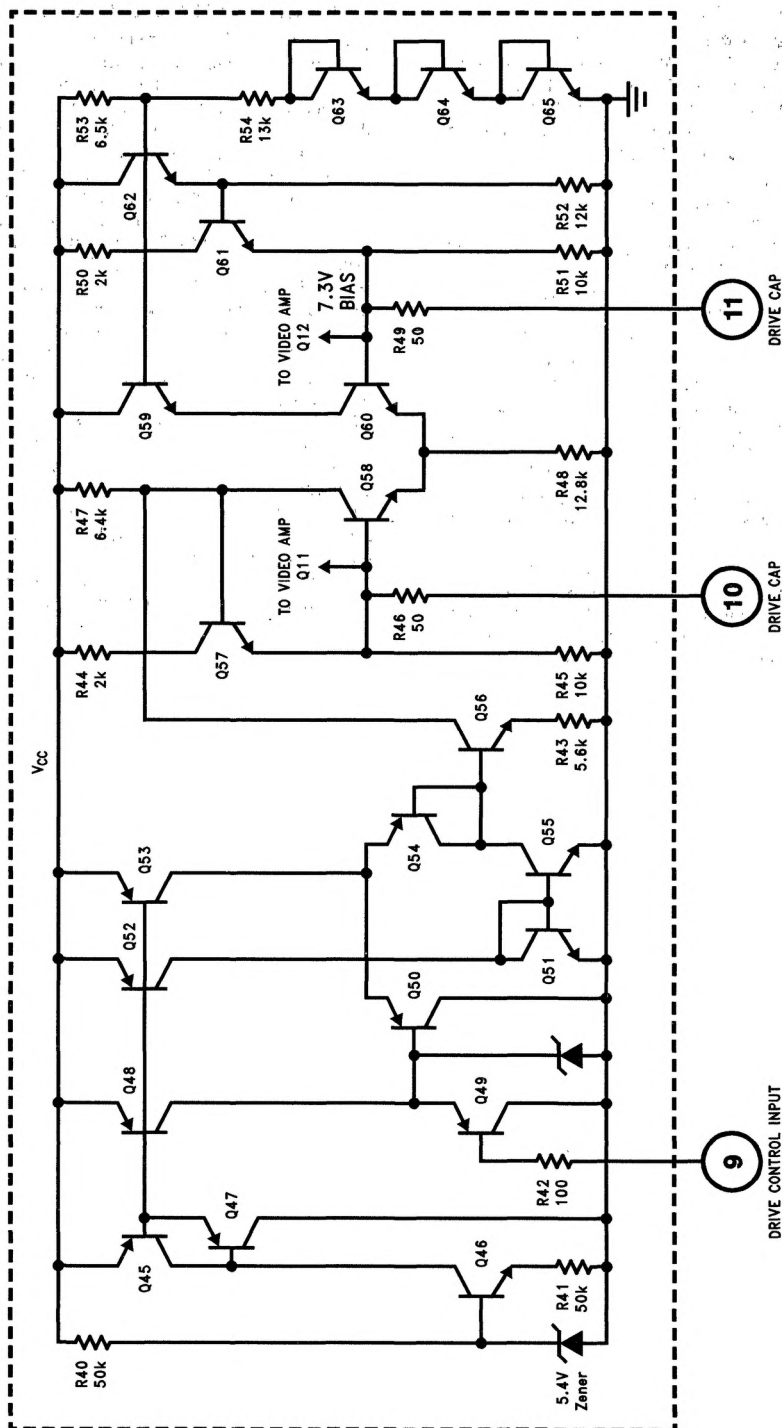 VCC
R40
50k
5.4V
Zener
Q45
Q46
R41
50k
Q47
Q48
Q49
R42
100
9
DRIVE CONTROL INPUT
Q50
Q52
Q53
Q51
Q54
Q55
Q56
R43
5.6k
R44
2k
Q57
R45
10k
R46
50
10
DRIVE CAP
TO VIDEO AMP
Q11
R47
6.4k
Q58
R48
12.8k
Q59
Q60
TO VIDEO AMP
Q12
7.3V
BIAS
R49
50
11
DRIVE CAP
R50
2k
Q61
R51
10k
Q62
R52
12k
R53
6.5k
R54
13k
Q63
Q64
Q65